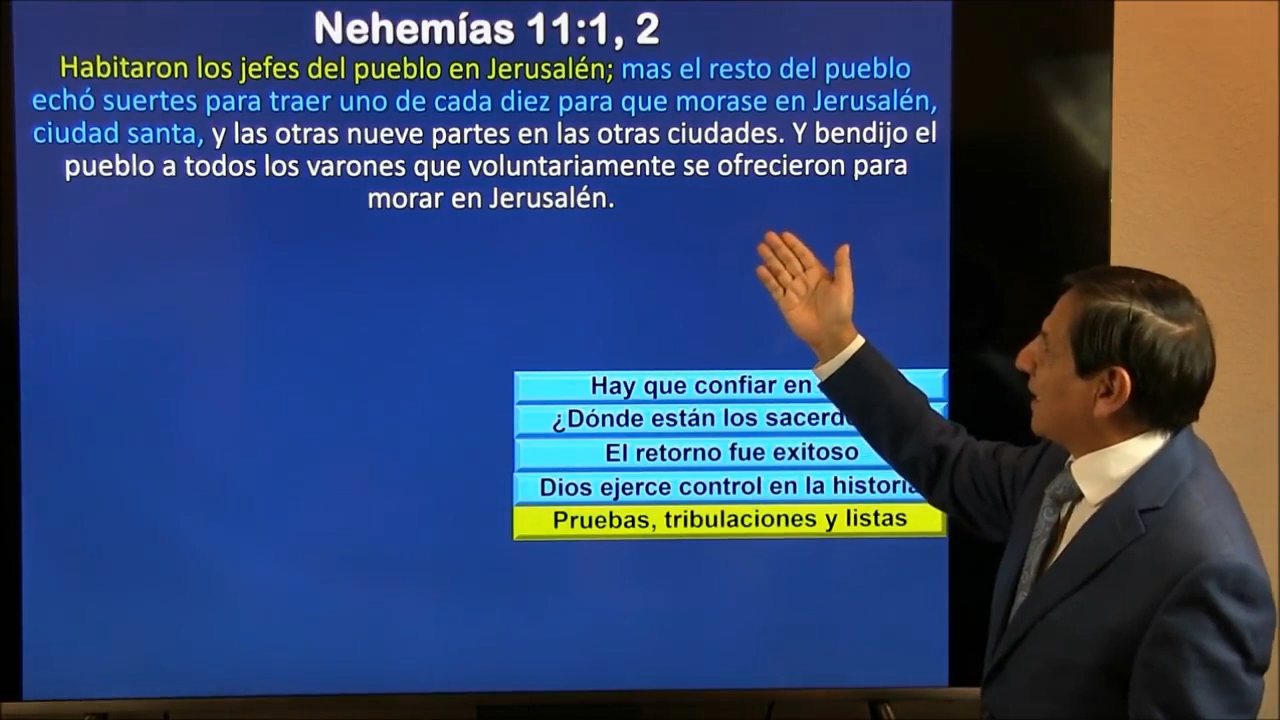 Nehemías 11:1, 2
Habitaron los jefes del pueblo en Jerusalén; mas el resto del pueblo
echó suertes para traer uno de cada diez para que morase en Jerusalén,
ciudad santa, y las otras nueve partes en las otras ciudades. Y bendijo el
pueblo a todos los varones que voluntariamente se ofrecieron para
morar en Jerusalén.
Hay que confiar en
¿Dónde están los
El retorno fue exitoso
Dios ejerce control en la historia
Pruebas, tribulaciones y listas